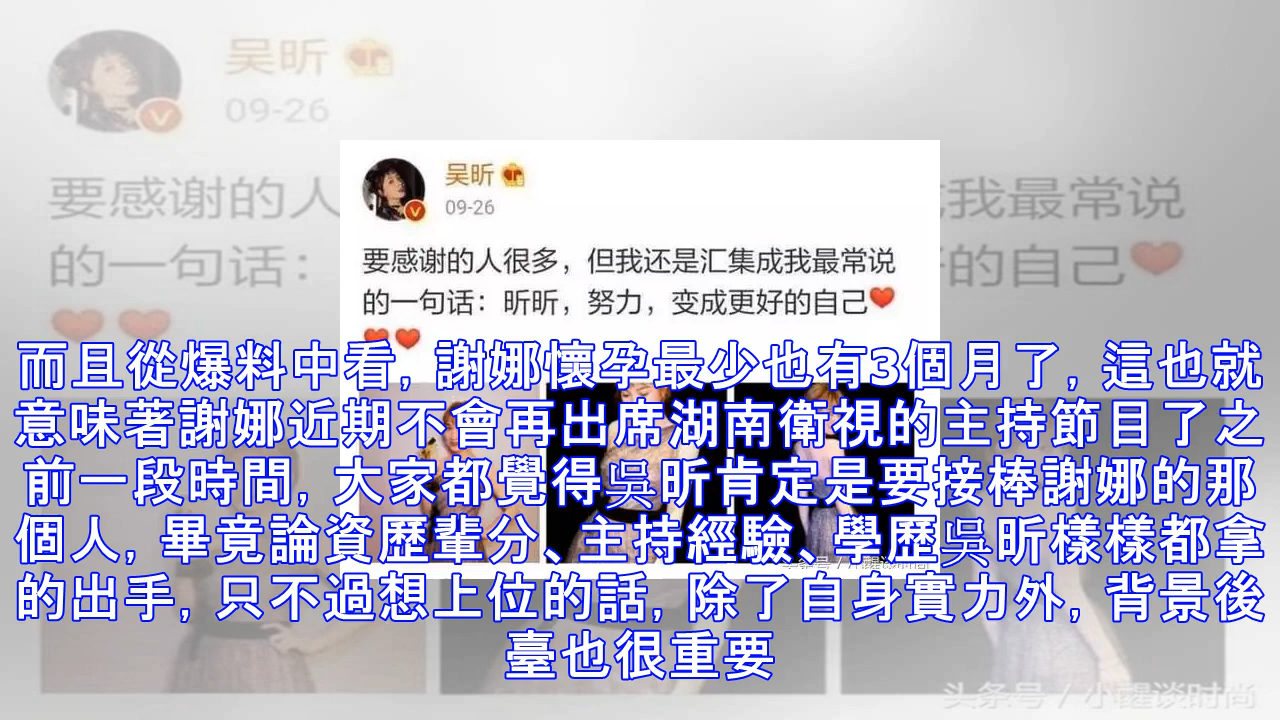 吴昕
09-26
要感谢的人
我最常说
的一句话：
好的自己❤
❤❤
吴昕
09-26
要感谢的人很多，但我还是汇集成我最常说
的一句话：昕昕，努力，变成更好的自己❤
❤❤
而且從爆料中看, 謝娜懷孕最少也有3個月了, 這也就
意味著謝娜近期不會再出席湖南衛視的主持節目了之
前一段時間, 大家都覺得吳昕肯定是要接棒謝娜的那
個人, 畢竟論資歷輩分、主持經驗、學歷吳昕樣樣都拿
的出手, 只不過想上位的話, 除了自身實力外, 背景後
臺也很重要
头条号 / 小醒谈时尚